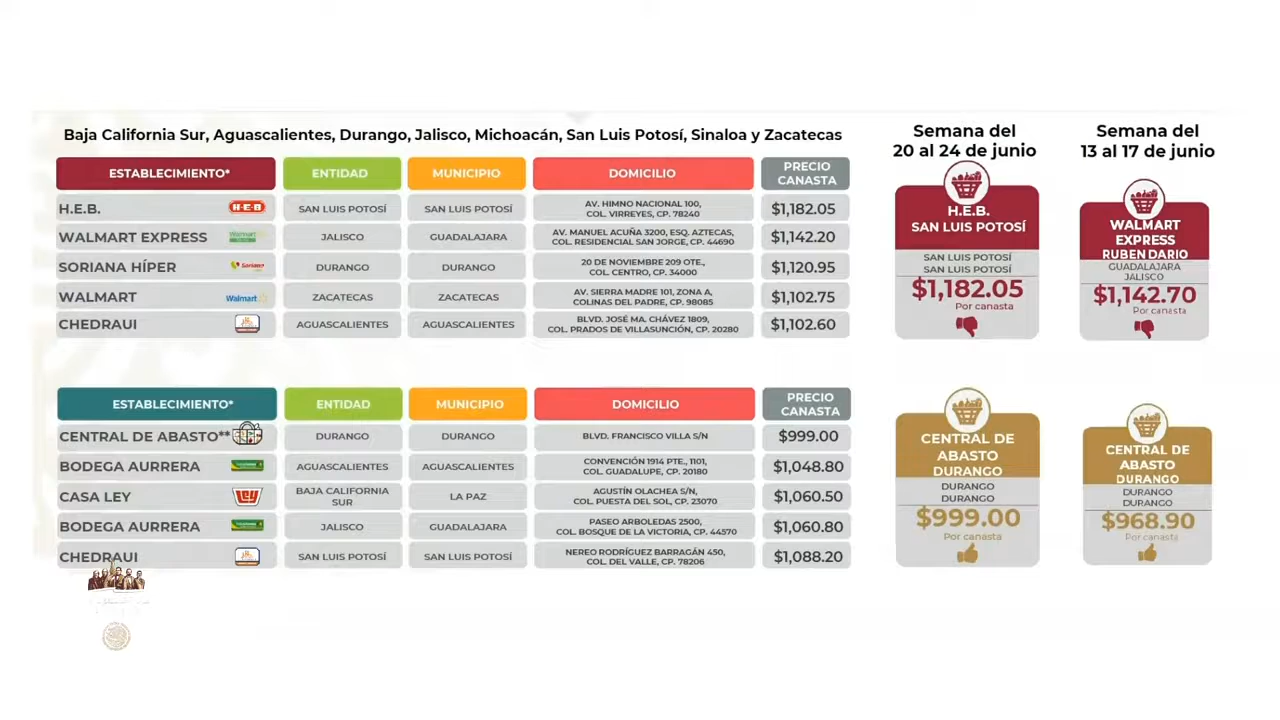 Baja California Sur, Aguascalientes, Durango, Jalisco, Michoacán, San Luis Potosí, Sinaloa y Zacatecas
ESTABLECIMIENTO* ENTIDAD MUNICIPIO DOMICILIO PRECIO CANASTA
H.E.B. H-E-B SAN LUIS POTOSÍ SAN LUIS POTOSÍ AV. HIMNO NACIONAL 100, COL. VIRREYES, CP. 78240 $1,182.05
WALMART EXPRESS Walmart JALISCO GUADALAJARA AV. MANUEL ACUÑA 3200, ESQ. AZTECAS, COL. RESIDENCIAL SAN JORGE, CP. 44690 $1,142.20
SORIANA HÍPER Soriana DURANGO DURANGO 20 DE NOVIEMBRE 209 OTE., COL. CENTRO, CP. 34000 $1,120.95
WALMART Walmart ZACATECAS ZACATECAS AV. SIERRA MADRE 101, ZONA A, COLINAS DEL PADRE, CP. 98085 $1,102.75
CHEDRAUI AGUASCALIENTES AGUASCALIENTES BLVD. JOSÉ MA. CHÁVEZ 1809, COL. PRADOS DE VILLASUNCIÓN, CP. 20280 $1,102.60
ESTABLECIMIENTO* ENTIDAD MUNICIPIO DOMICILIO PRECIO CANASTA
CENTRAL DE ABASTO** DURANGO DURANGO BLVD. FRANCISCO VILLA S/N $999.00
BODEGA AURRERA AGUASCALIENTES AGUASCALIENTES CONVENCIÓN 1914 PTE., 1101, COL. GUADALUPE, CP. 20180 $1,048.80
CASA LEY LEY BAJA CALIFORNIA SUR LA PAZ AGUSTÍN OLACHEA S/N, COL. PUESTA DEL SOL, CP. 23070 $1,060.50
BODEGA AURRERA JALISCO GUADALAJARA PASEO ARBOLEDAS 2500, COL. BOSQUE DE LA VICTORIA, CP. 44570 $1,060.80
CHEDRAUI SAN LUIS POTOSÍ SAN LUIS POTOSÍ NEREO RODRÍGUEZ BARRAGÁN 450, COL. DEL VALLE, CP. 78206 $1,088.20
Semana del
20 al 24 de junio
H.E.B.
SAN LUIS POTOSÍ
SAN LUIS POTOSÍ
SAN LUIS POTOSÍ
$1,182.05
Por canasta
Semana del
13 al 17 de junio
WALMART
EXPRESS
RUBEN DARIO
GUADALAJARA
JALISCO
$1,142.70
Por canasta
CENTRAL DE
ABASTO
DURANGO
DURANGO
DURANGO
$999.00
Por canasta
CENTRAL DE
ABASTO
DURANGO
DURANGO
DURANGO
$968.90
Por canasta